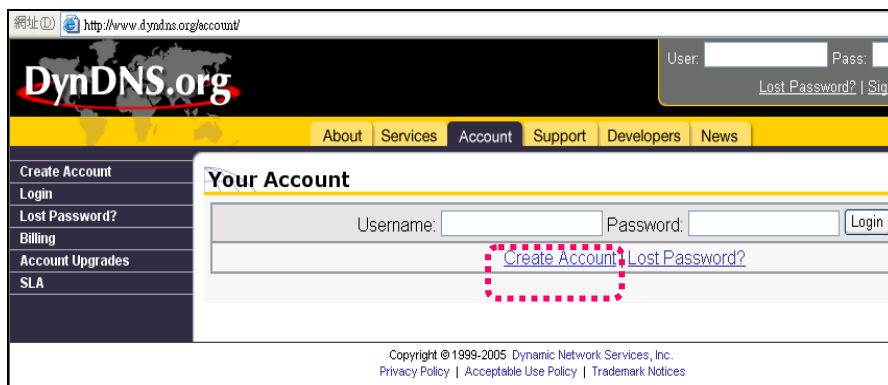 網址(D) http://www.dyndns.org/account/
DynDNS.org
User: Pass:
Lost Password? | Sig
About Services Account Support Developers News
Create Account
Login
Lost Password?
Billing
Account Upgrades
SLA
Your Account
Username: Password: Login
Create Account | Lost Password?
Copyright © 1999-2005 Dynamic Network Services, Inc.
Privacy Policy | Acceptable Use Policy | Trademark Notices